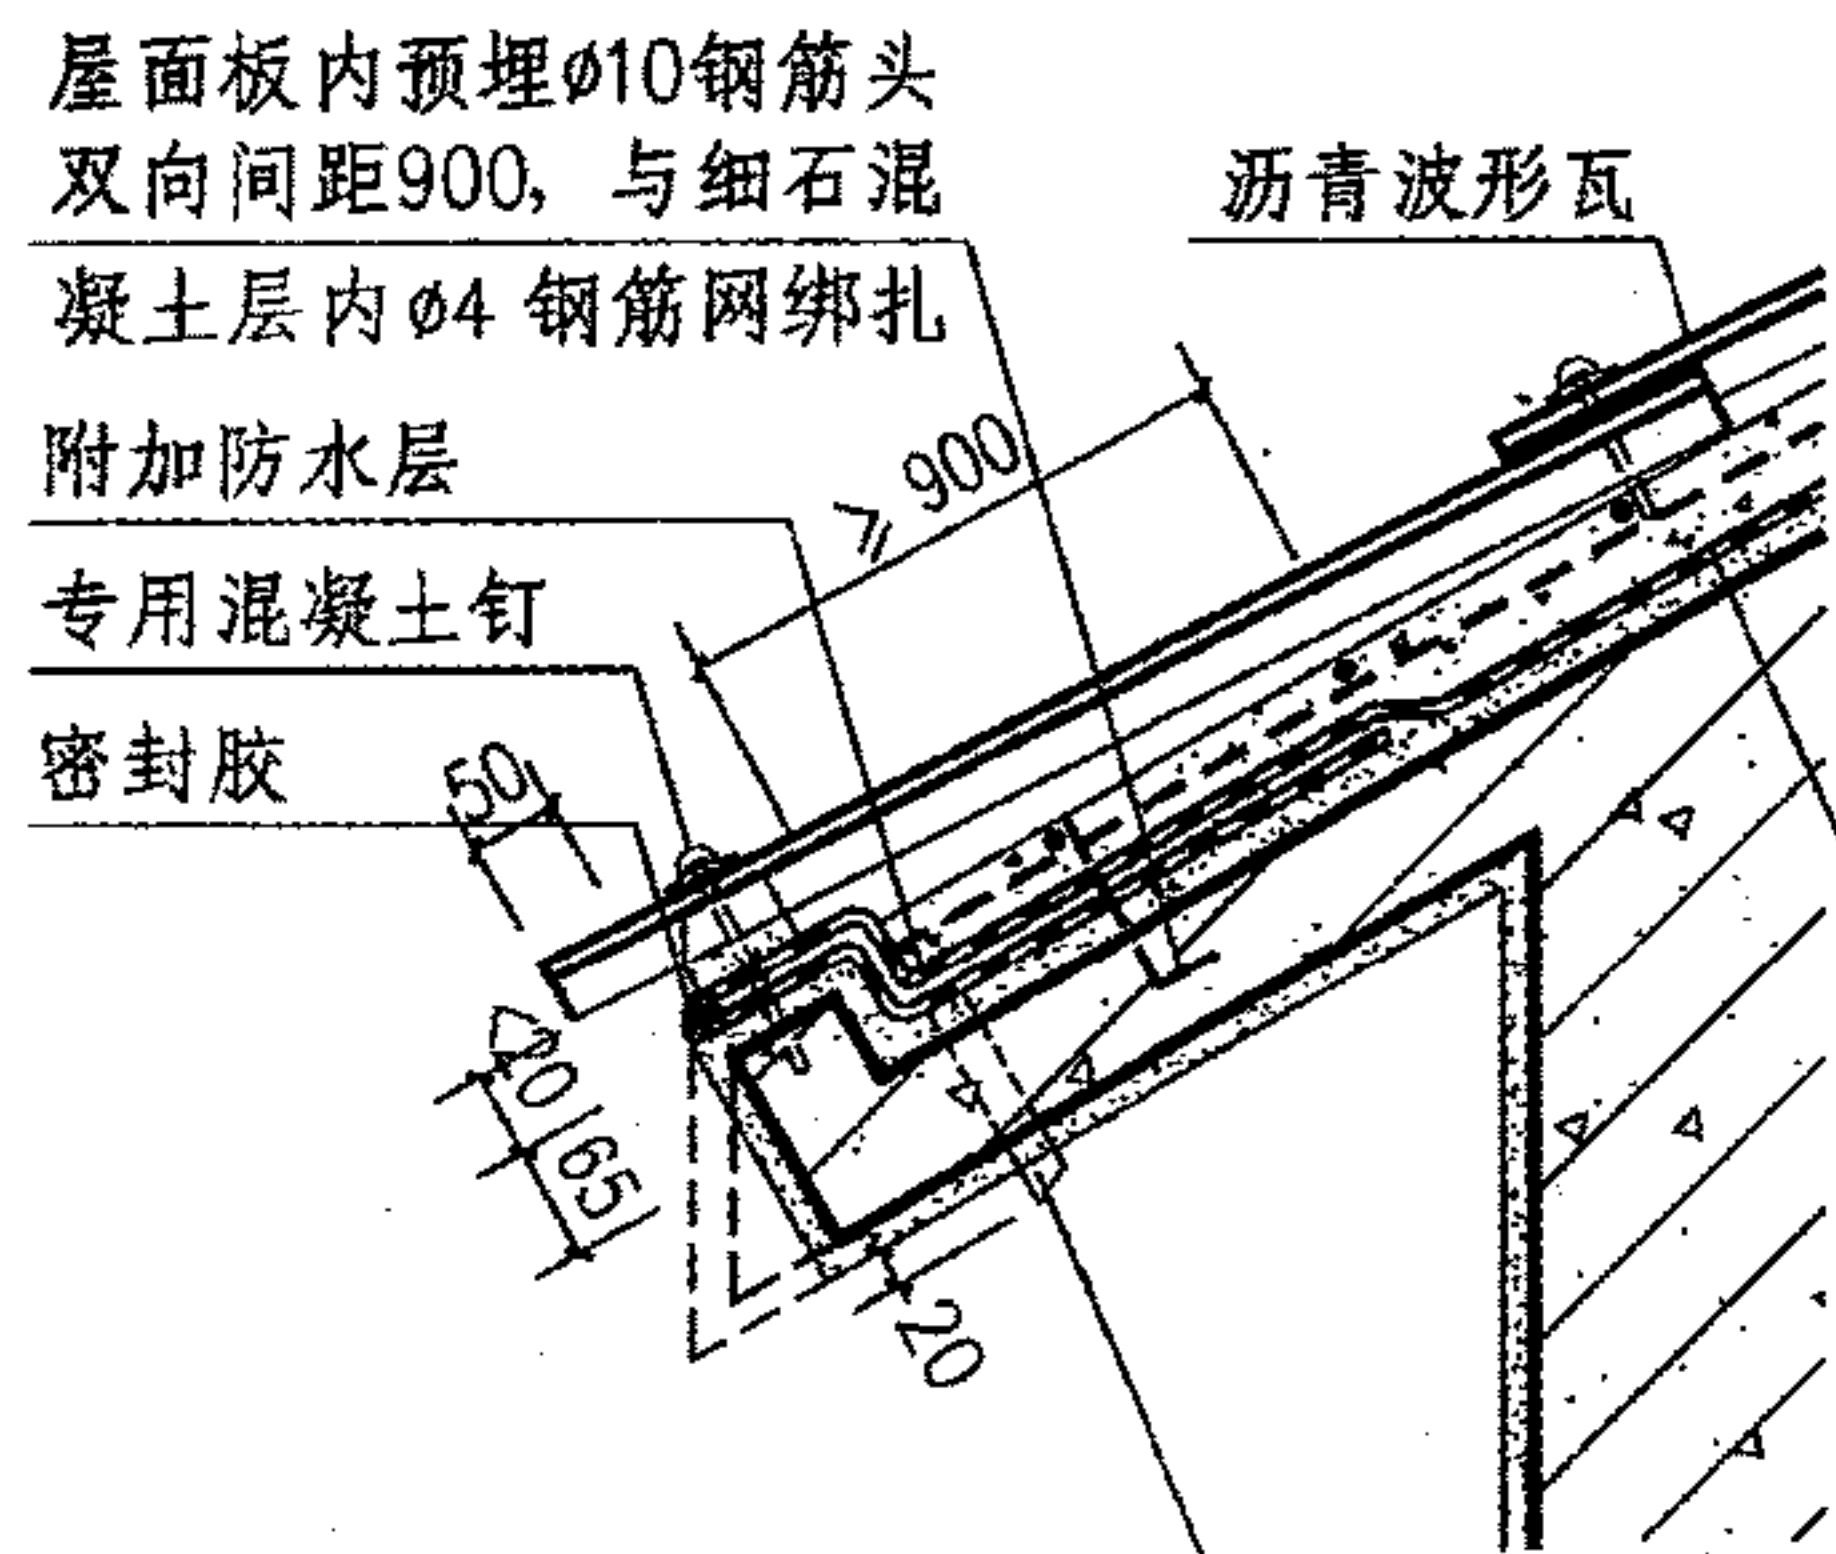 屋面板内预埋ø10钢筋头
双向间距900, 与细石混
凝土层内ø4 钢筋网绑扎
沥青波形瓦
附加防水层
专用混凝土钉
密封胶
≥ 900
50
20
65
20